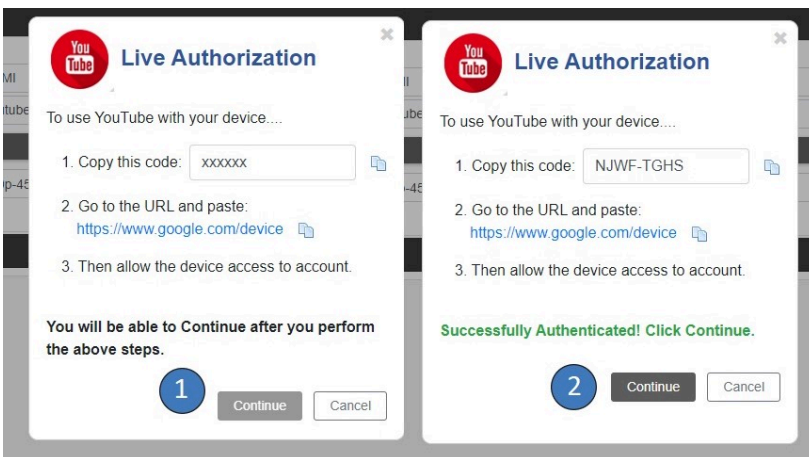 You
Tube
Live Authorization
To use YouTube with your device....
1. Copy this code: xxxxxx
2. Go to the URL and paste:
https://www.google.com/device
3. Then allow the device access to account.
You will be able to Continue after you perform
the above steps.
1
Continue
Cancel
You
Tube
Live Authorization
To use YouTube with your device....
1. Copy this code: NJWF-TGHS
2. Go to the URL and paste:
https://www.google.com/device
3. Then allow the device access to account.
Successfully Authenticated! Click Continue.
2
Continue
Cancel